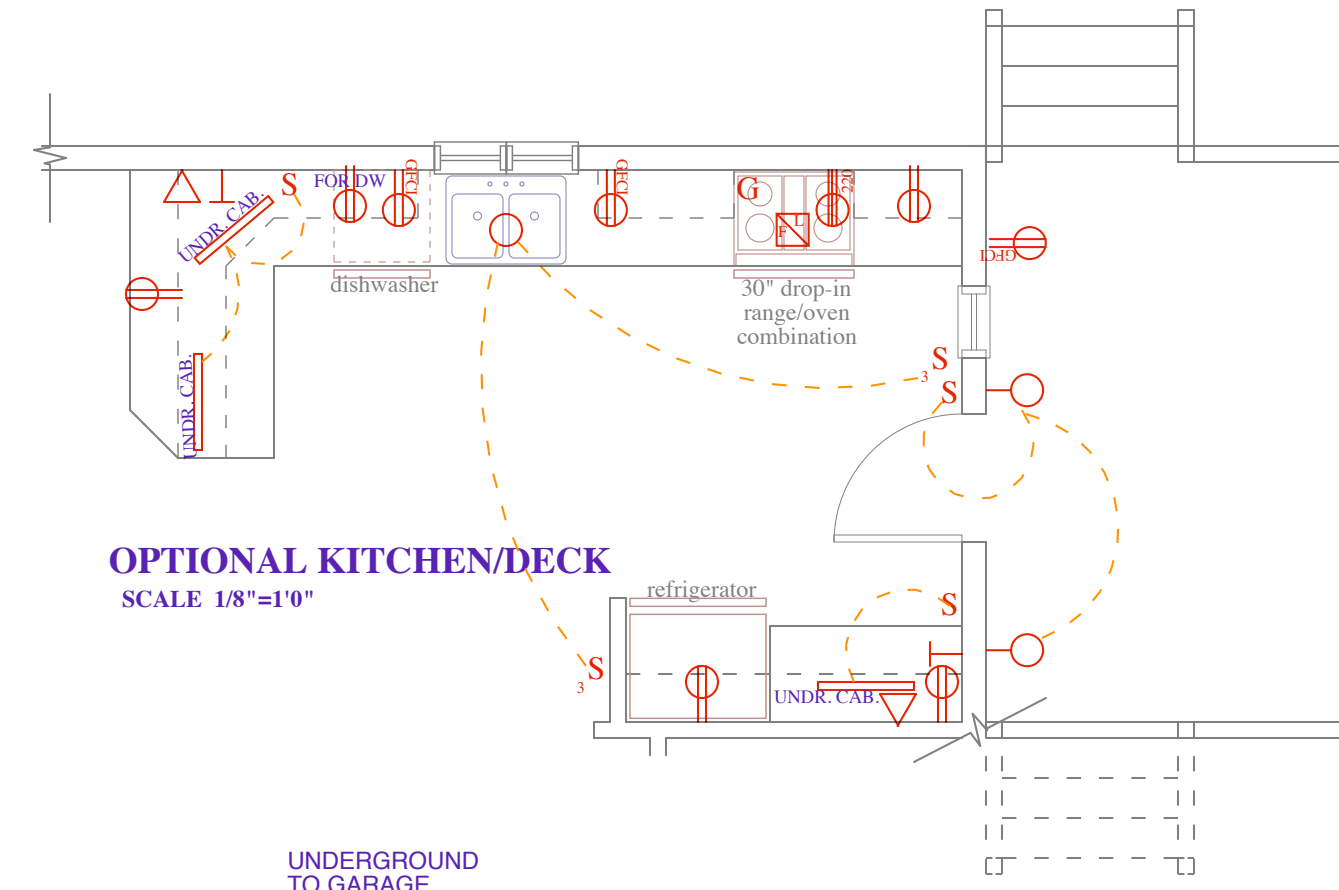 S
FOR DW
GFCI
GFCI
G
220
UNDR. CAB.
L
F
GFCI
dishwasher
30" drop-in
range/oven
combination
UNDR. CAB.
S
3
S
OPTIONAL KITCHEN/DECK
SCALE 1/8"=1'0"
refrigerator
S
S
3
UNDR. CAB.
UNDERGROUND
TO GARAGE